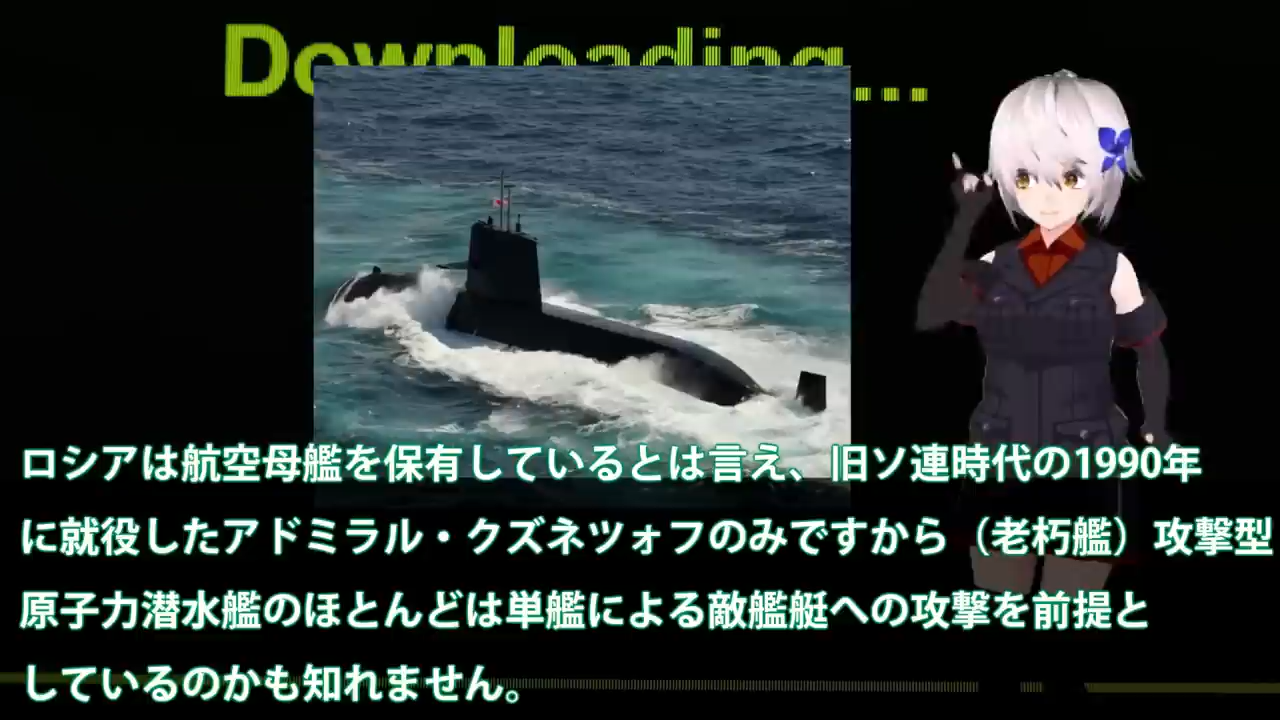 Downloading...
ロシアは航空母艦を保有しているとは言え、旧ソ連時代の1990年
に就役したアドミラル・クズネツォフのみですから（老朽艦）攻撃型
原子力潜水艦のほとんどは単艦による敵艦艇への攻撃を前提と
しているのかも知れません。